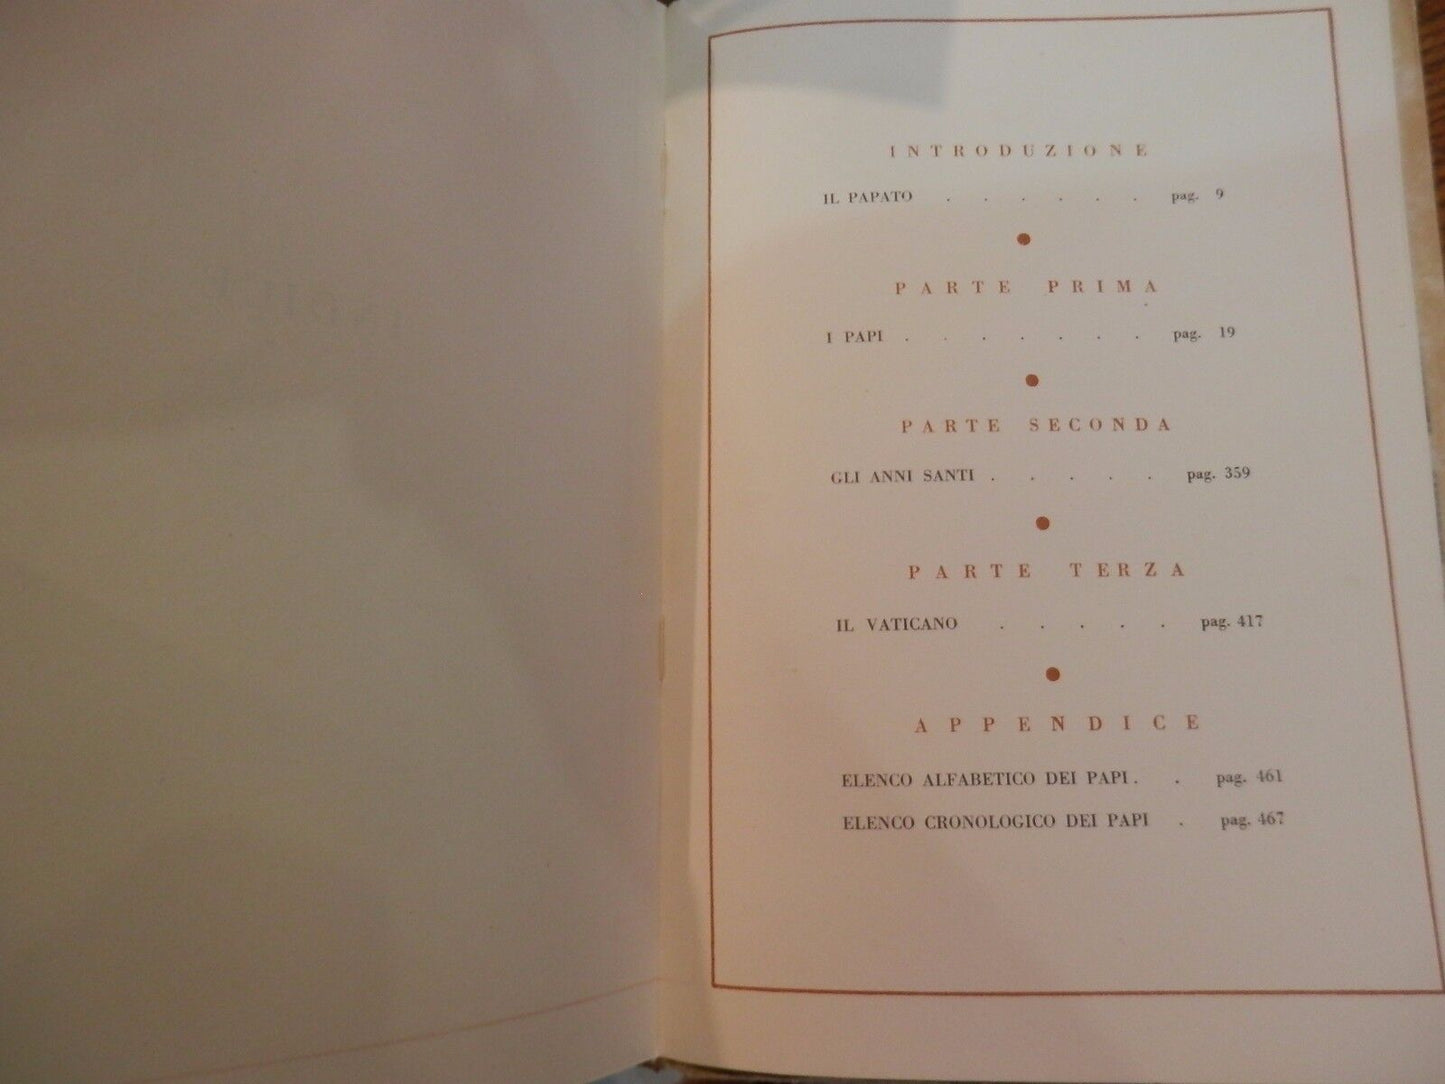 INTRODUZIONE
IL PAPATO . . . . . . pag. 9
PARTE PRIMA
I PAPI . . . . . . . pag. 19
PARTE SECONDA
GLI ANNI SANTI . . . . . pag. 359
PARTE TERZA
IL VATICANO . . . . . pag. 417
APPENDICE
ELENCO ALFABETICO DEI PAPI . . pag. 461
ELENCO CRONOLOGICO DEI PAPI . pag. 467